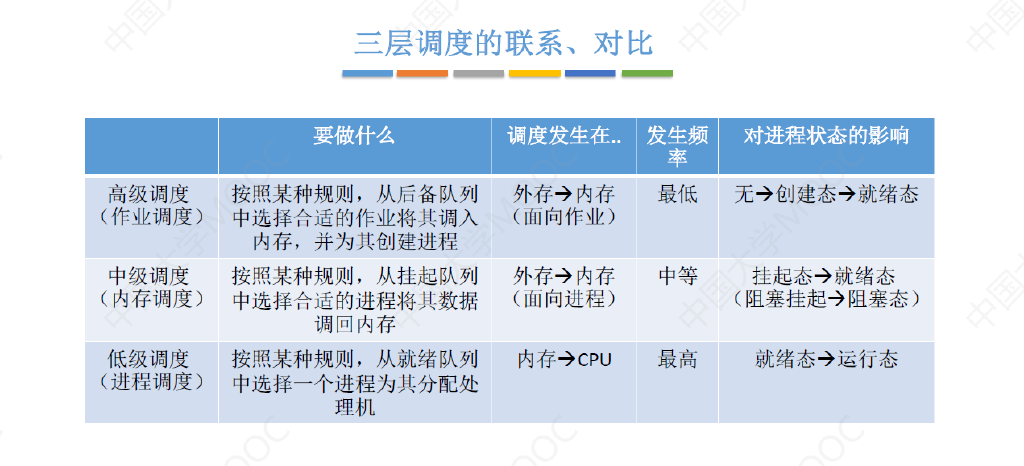 三层调度的联系、对比
要做什么
调度发生在..
发生频
率
对进程状态的影响
高级调度
（作业调度）
按照某种规则，从后备队列
中选择合适的作业将其调入
内存，并为其创建进程
外存→内存
（面向作业）
最低
无→创建态→就绪态
中级调度
（内存调度）
按照某种规则，从挂起队列
中选择合适的进程将其数据
调回内存
外存→内存
（面向进程）
中等
挂起态→就绪态
（阻塞挂起→阻塞态）
低级调度
（进程调度）
按照某种规则，从就绪队列
中选择一个进程为其分配处
理机
内存→CPU
最高
就绪态→运行态
中国大学MOOC